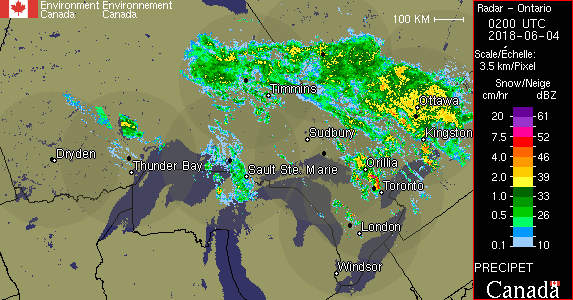 Environment Environnement
Canada Canada
100 KM
Timmins
Ottawa
Sudbury
Kingston
Dryden
Thunder Bay
Sault Ste. Marie
Orillia
Toronto
London
Windsor
Radar - Ontario
0200 UTC
2018-06-04
Scale/Échelle:
3.5 km/Pixel
Snow/Neige
cm/hr dBZ
20 61
7.5 52
4.0 46
2.0 39
1.0 33
0.5 26
0.1 10
PRECIPET
Canada